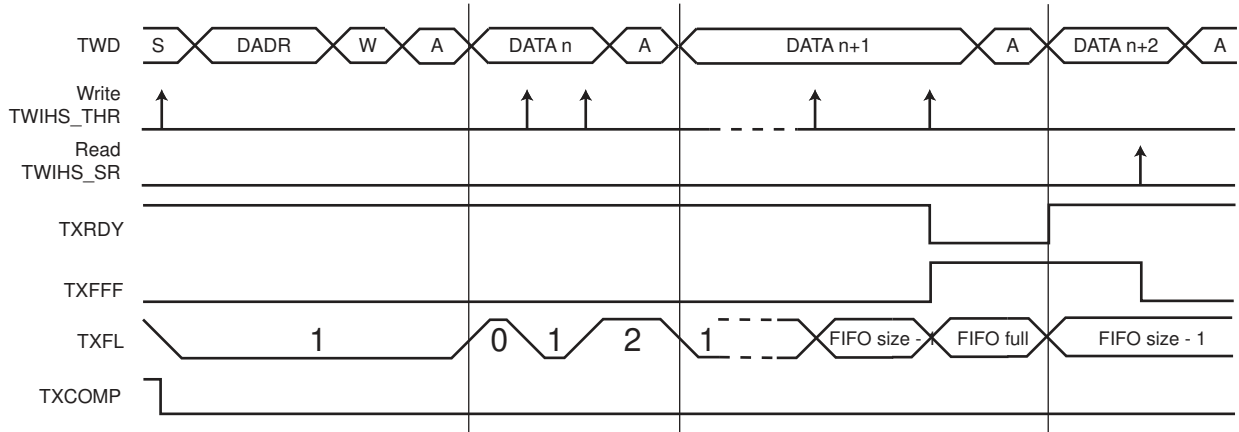 TWD S DADR W A DATA n A DATA n+1 A DATA n+2 A
Write
TWIHS_THR
Read
TWIHS_SR
TXRDY
TXFFF
TXFL 1 0 1 2 1 FIFO size - 1 FIFO full FIFO size - 1
TXCOMP